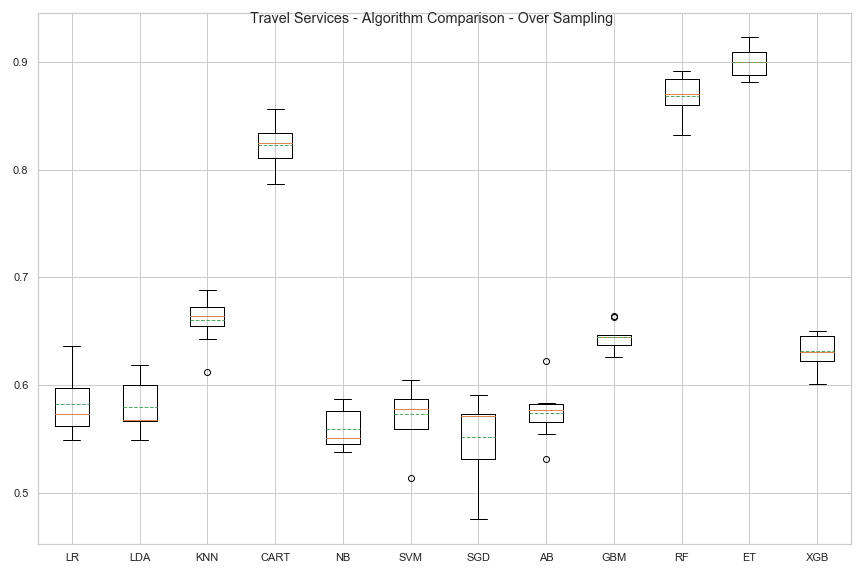 Travel Services - Algorithm Comparison - Over Sampling
0.9
0.8
0.7
0.6
0.5
LR LDA KNN CART NB SVM SGD AB GBM RF ET XGB